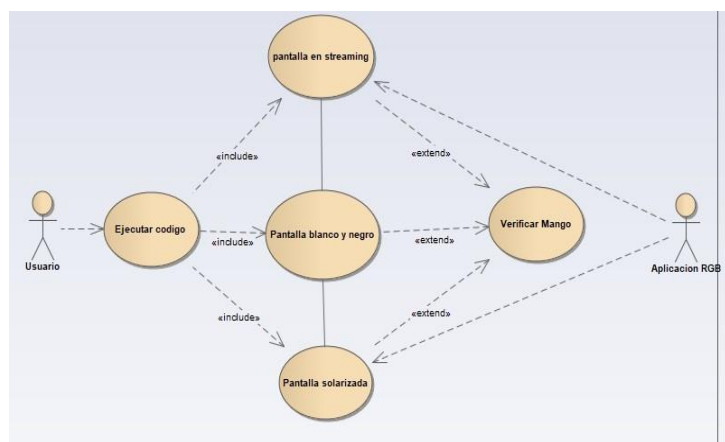 pantalla en streaming
«include»
«extend»
Ejecutar codigo
«include»
Pantalla blanco y negro
«extend»
Verificar Mango
Usuario
Aplicacion RGB
«include»
«extend»
Pantalla solarizada